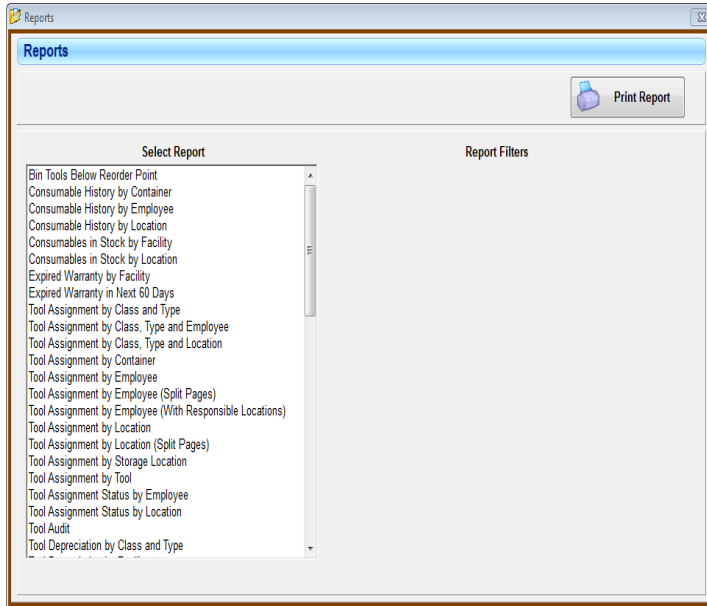 Reports
Reports
Print Report
Select Report
Report Filters
Bin Tools Below Reorder Point
Consumable History by Container
Consumable History by Employee
Consumable History by Location
Consumables in Stock by Facility
Consumables in Stock by Location
Expired Warranty by Facility
Expired Warranty in Next 60 Days
Tool Assignment by Class and Type
Tool Assignment by Class, Type and Employee
Tool Assignment by Class, Type and Location
Tool Assignment by Container
Tool Assignment by Employee
Tool Assignment by Employee (Split Pages)
Tool Assignment by Employee (With Responsible Locations)
Tool Assignment by Location
Tool Assignment by Location (Split Pages)
Tool Assignment by Storage Location
Tool Assignment by Tool
Tool Assignment Status by Employee
Tool Assignment Status by Location
Tool Audit
Tool Depreciation by Class and Type